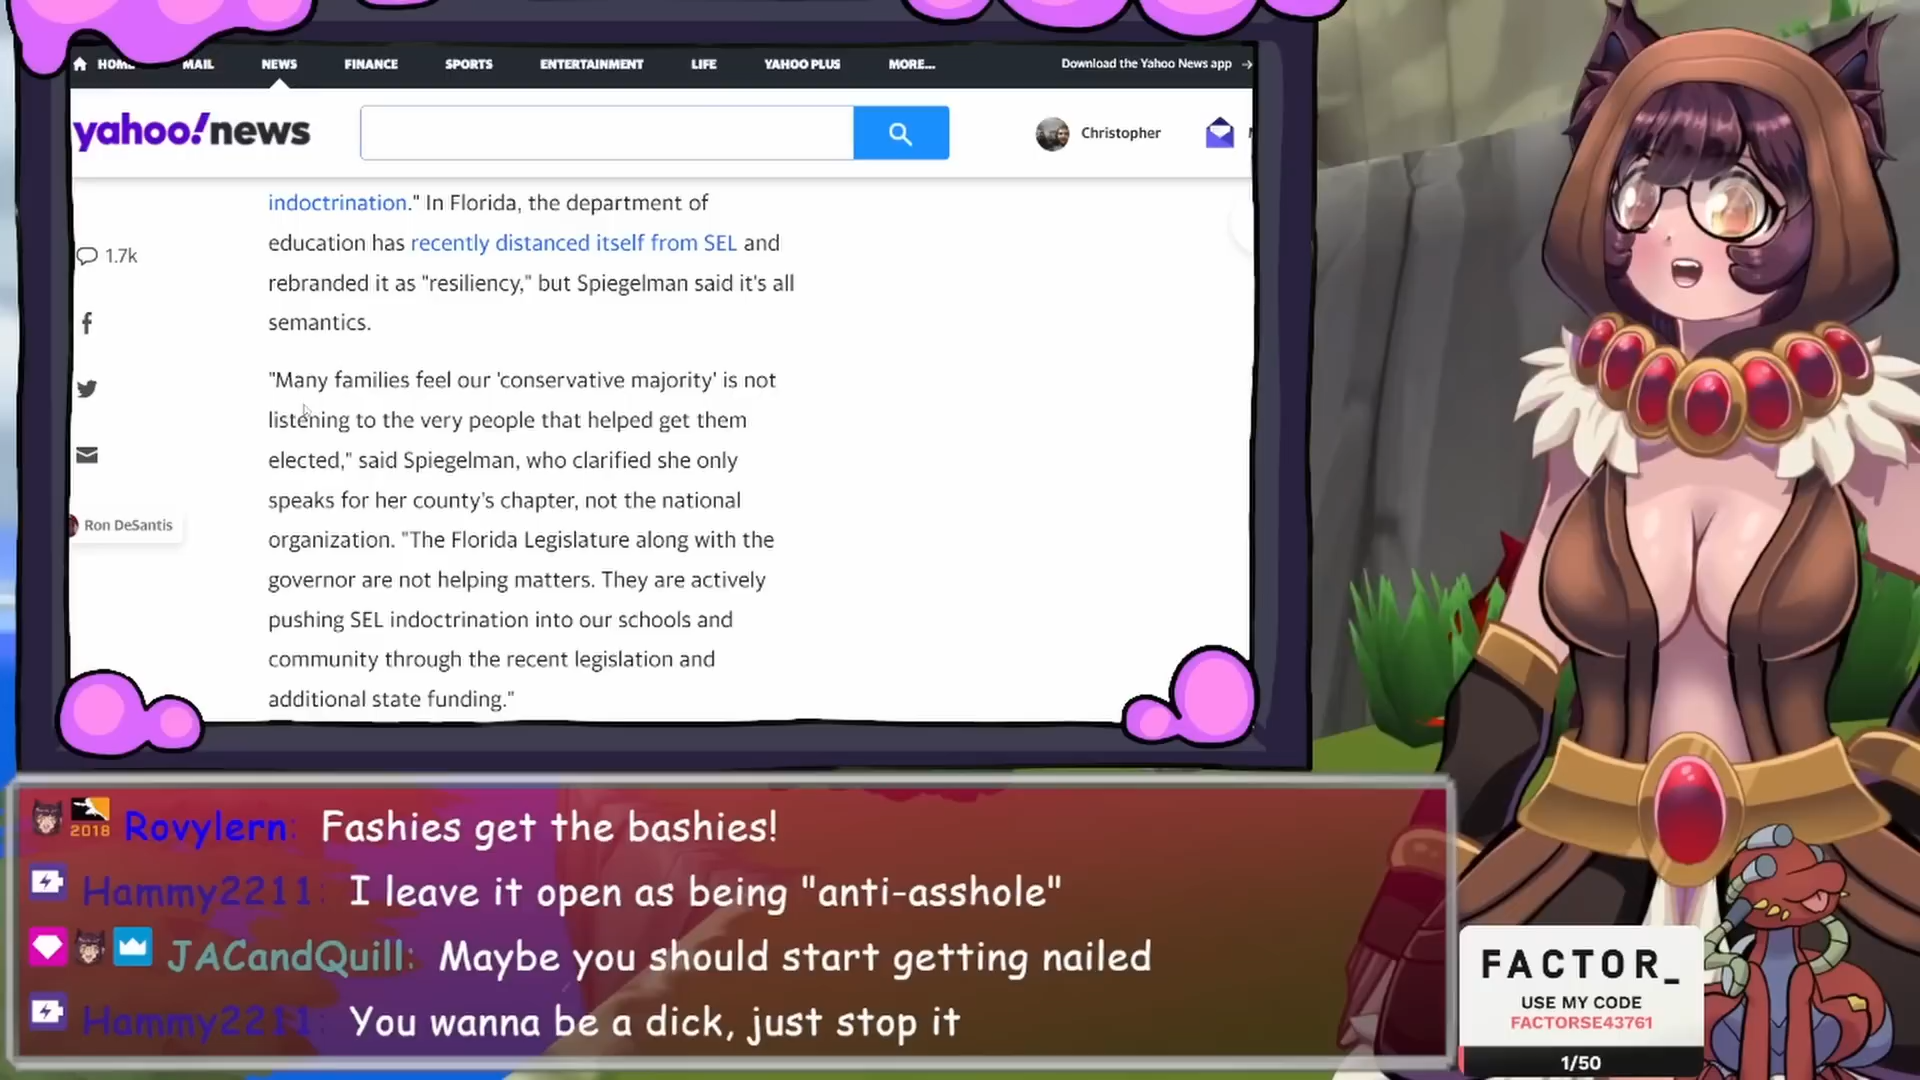 HOME MAIL NEWS FINANCE SPORTS ENTERTAINMENT LIFE YAHOO PLUS MORE... Download the Yahoo News app →
yahoo!news
Christopher
indoctrination." In Florida, the department of
education has recently distanced itself from SEL and
rebranded it as "resiliency," but Spiegelman said it's all
semantics.
1.7k
"Many families feel our 'conservative majority' is not
listening to the very people that helped get them
elected," said Spiegelman, who clarified she only
speaks for her county's chapter, not the national
organization. "The Florida Legislature along with the
governor are not helping matters. They are actively
pushing SEL indoctrination into our schools and
community through the recent legislation and
additional state funding."
Ron DeSantis
2018 Rovylern: Fashies get the bashies!
Hammy2211: I leave it open as being "anti-asshole"
JACandQuill: Maybe you should start getting nailed
Hammy2211: You wanna be a dick, just stop it
FACTOR_
USE MY CODE
FACTORSE43761
1/50